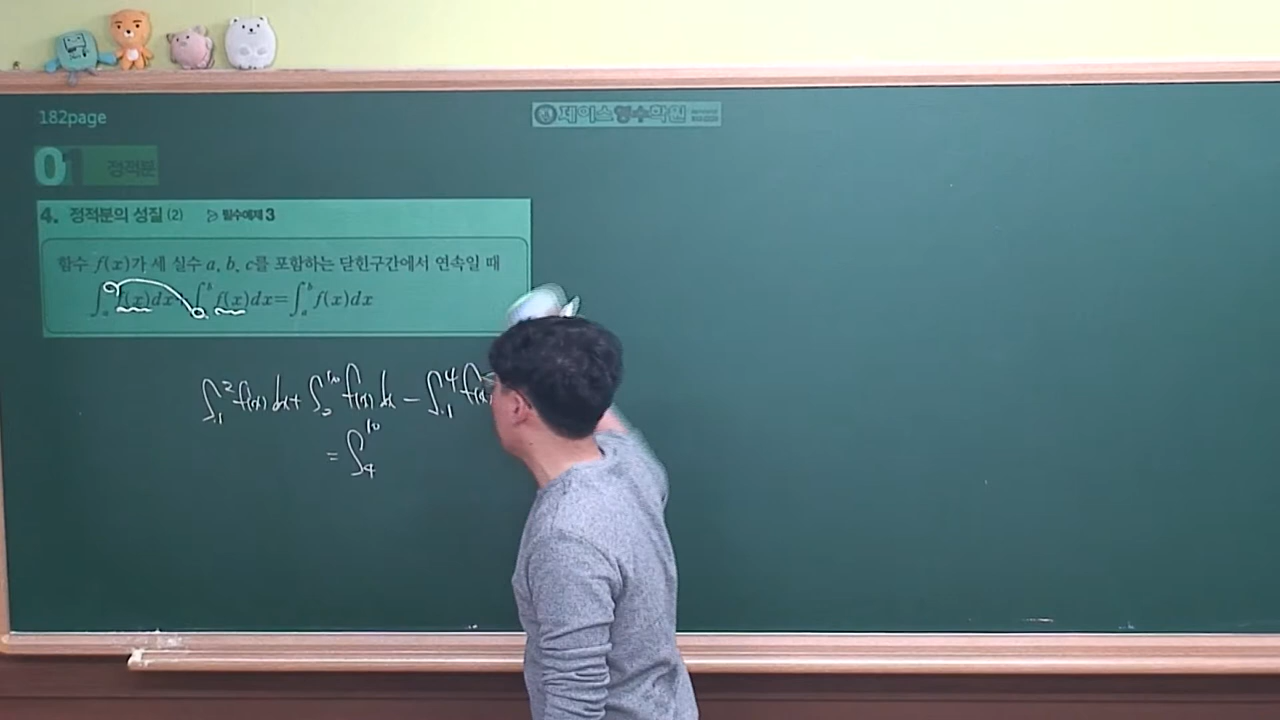 182page
제이스 형수학원
01 정적분
4. 정적분의 성질 (2) ▷ 필수예제 3
함수 f(x)가 세 실수 a, b, c를 포함하는 닫힌구간에서 연속일 때
∫ₐ f(x)dx+∫ᵇ f(x)dx=∫ₐᵇ f(x)dx
∫₁² f(x) dx + ∫₂¹⁰ f(x) dx − ∫₁⁴ f(x)
= ∫₄¹⁰